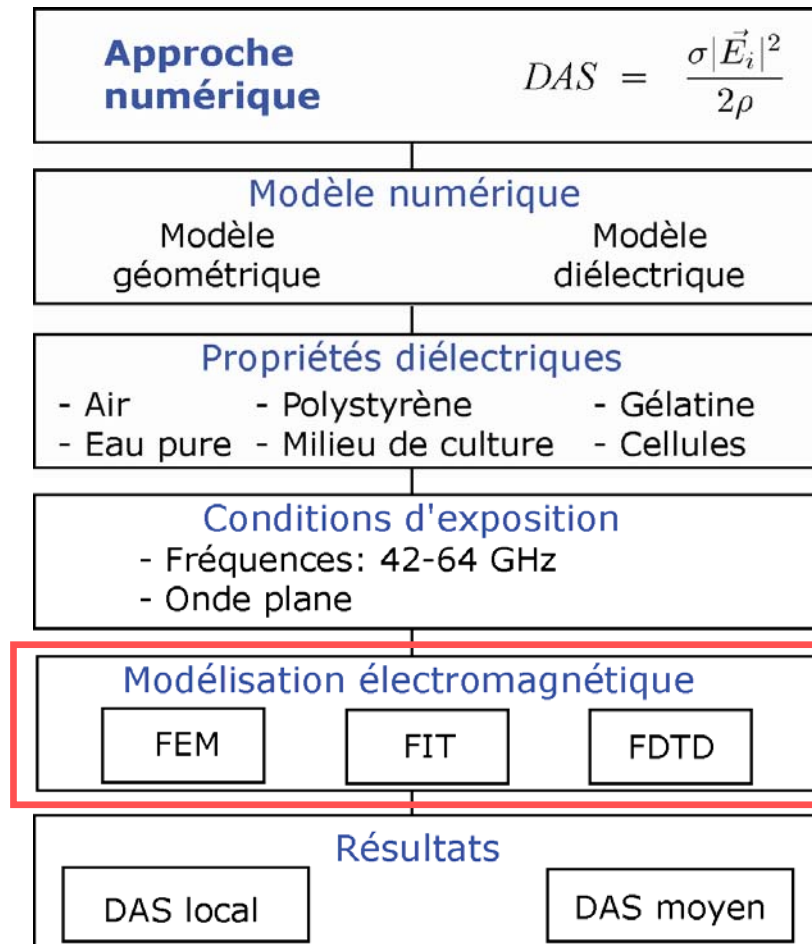 Approche
numérique
DAS = σ|E⃗ᵢ|² / 2ρ
Modèle numérique
Modèle Modèle
géométrique diélectrique
Propriétés diélectriques
- Air - Polystyrène - Gélatine
- Eau pure - Milieu de culture - Cellules
Conditions d'exposition
- Fréquences: 42-64 GHz
- Onde plane
Modélisation électromagnétique
FEM FIT FDTD
Résultats
DAS local DAS moyen